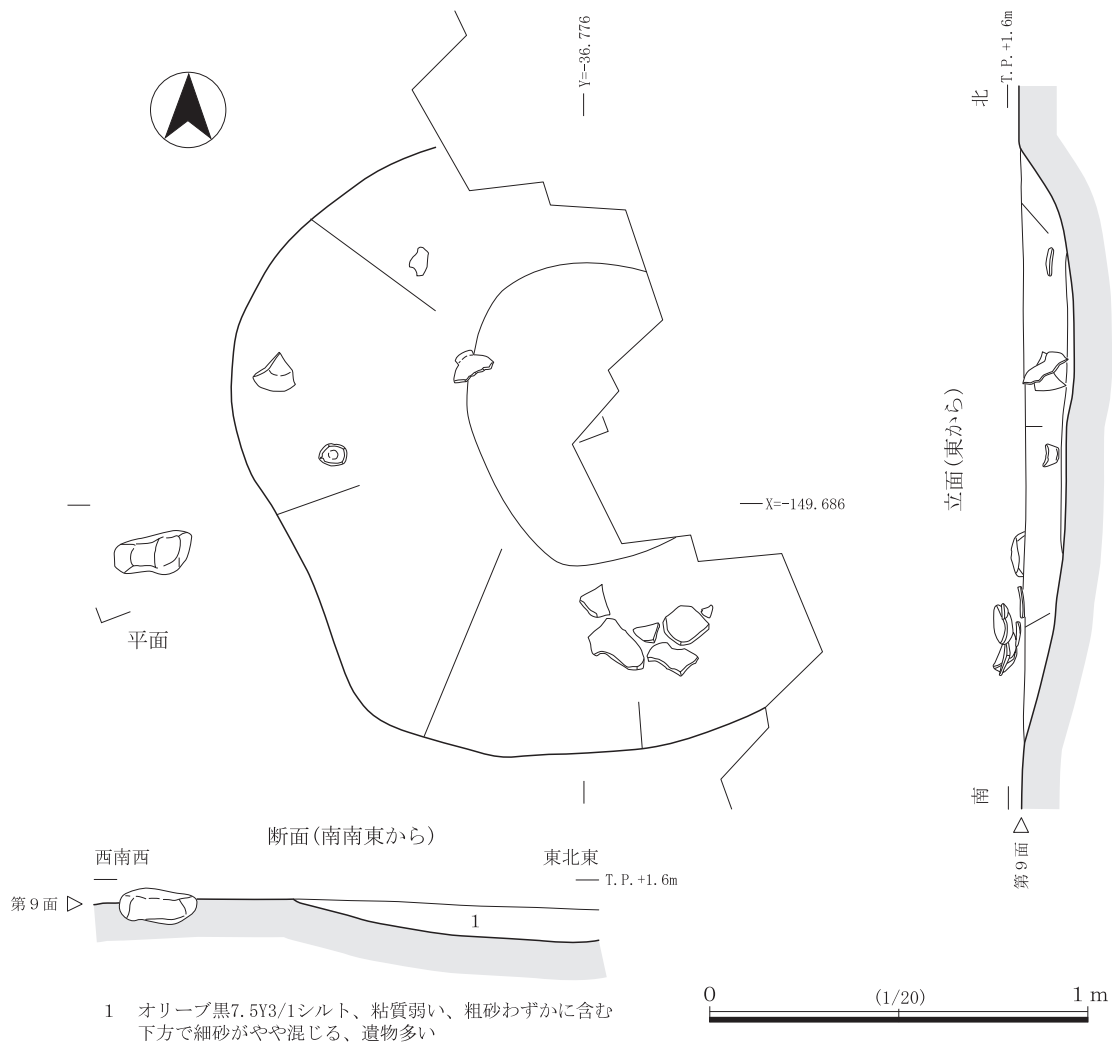 Y=-36.776
T.P.+1.6m
北
立面(東から)
X=-149.686
平面
南
第９面
断面(南南東から)
西南西
東北東
T.P.+1.6m
第９面
1
1 オリーブ黒7.5Y3/1シルト、粘質弱い、粗砂わずかに含む
下方で細砂がやや混じる、遺物多い
0
(1/20)
1 m